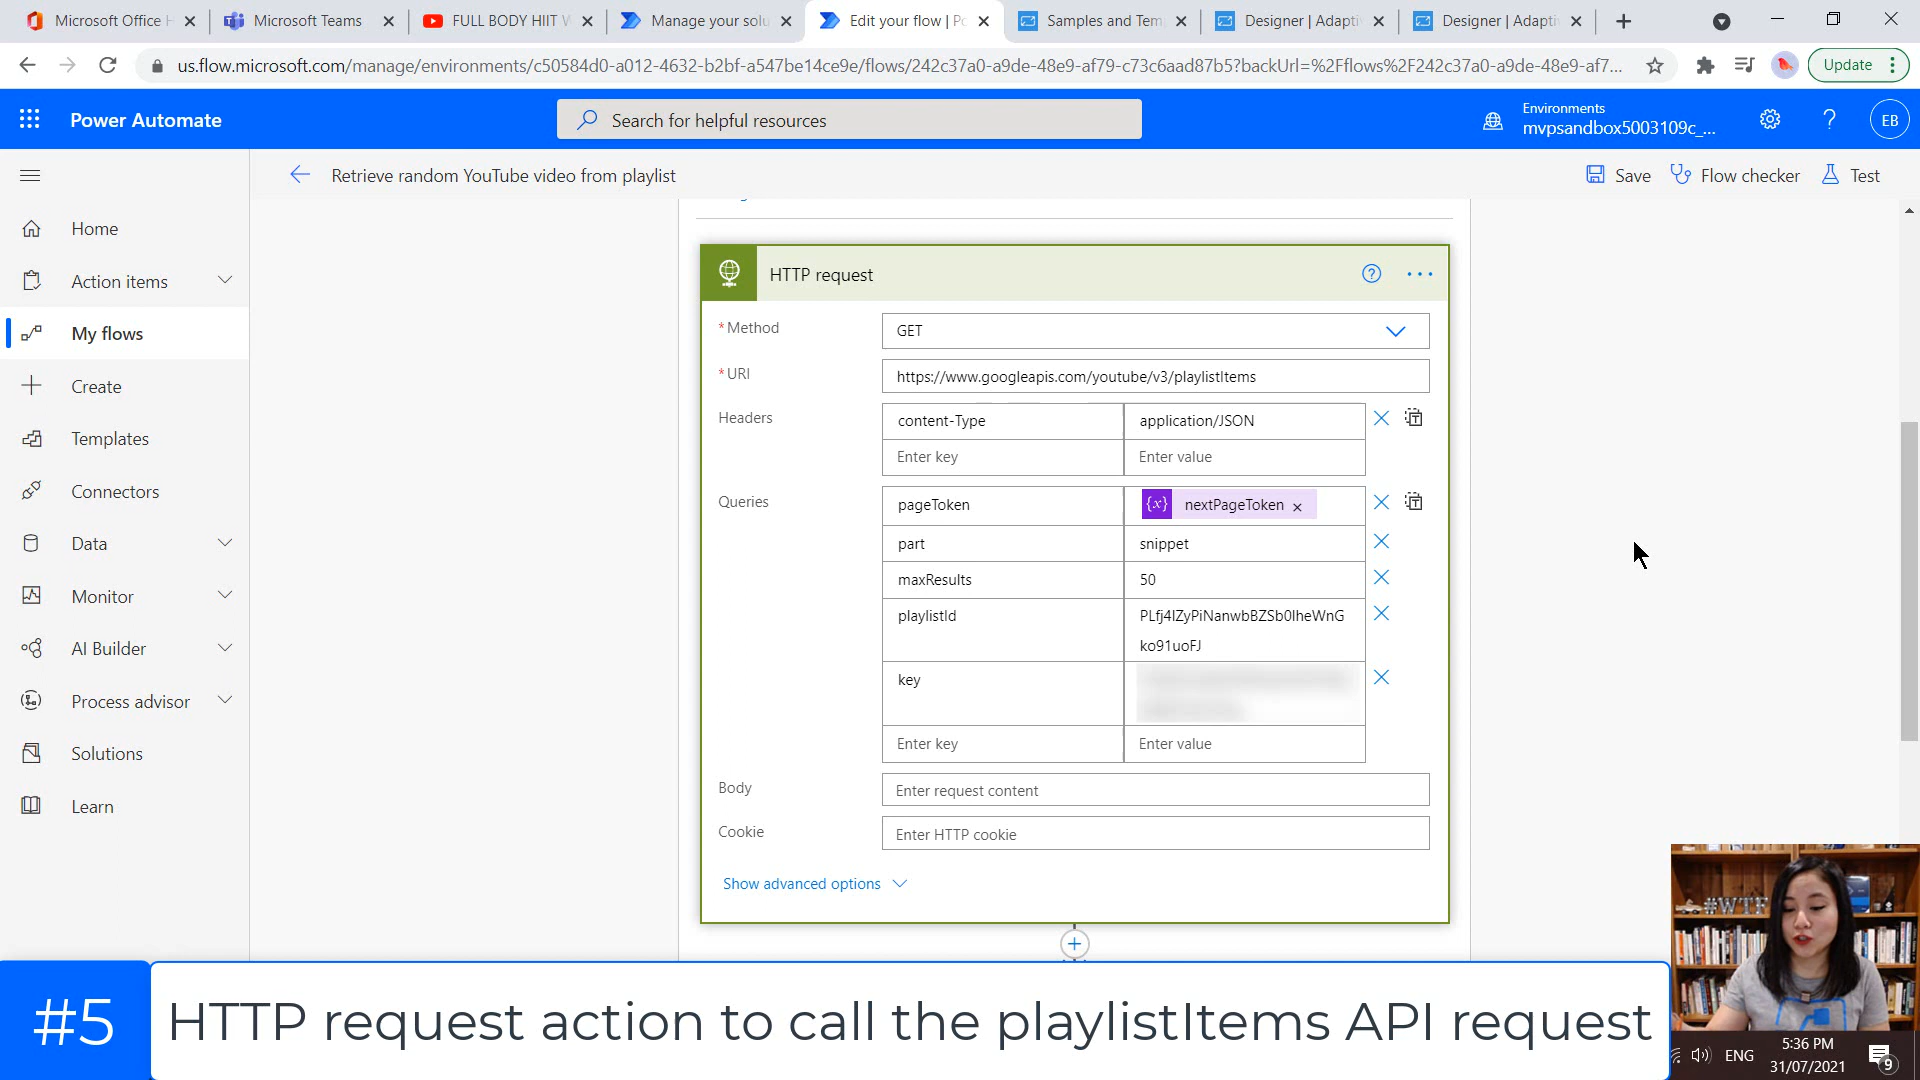 Microsoft Office H
Microsoft Teams
FULL BODY HIIT W
Manage your solu
Edit your flow | Po
Samples and Tem
Designer | Adapti
Designer | Adapti
us.flow.microsoft.com/manage/environments/c50584d0-a012-4632-b2bf-a547be14ce9e/flows/242c37a0-a9de-48e9-af79-c73c6aad87b5?backUrl=%2Fflows%2F242c37a0-a9de-48e9-af7...
Update
Power Automate
Search for helpful resources
Environments
mvpsandbox5003109c_...
EB
Retrieve random YouTube video from playlist
Save
Flow checker
Test
Home
Action items
My flows
Create
Templates
Connectors
Data
Monitor
AI Builder
Process advisor
Solutions
Learn
HTTP request
* Method
GET
* URI
https://www.googleapis.com/youtube/v3/playlistItems
Headers
content-Type
application/JSON
Enter key
Enter value
Queries
pageToken
{x} nextPageToken
part
snippet
maxResults
50
playlistId
PLfj4IZyPiNanwbBZSb0IheWnG
ko91uoFJ
key
Enter key
Enter value
Body
Enter request content
Cookie
Enter HTTP cookie
Show advanced options
#WTF
#5
HTTP request action to call the playlistItems API request
ENG
5:36 PM
31/07/2021
9